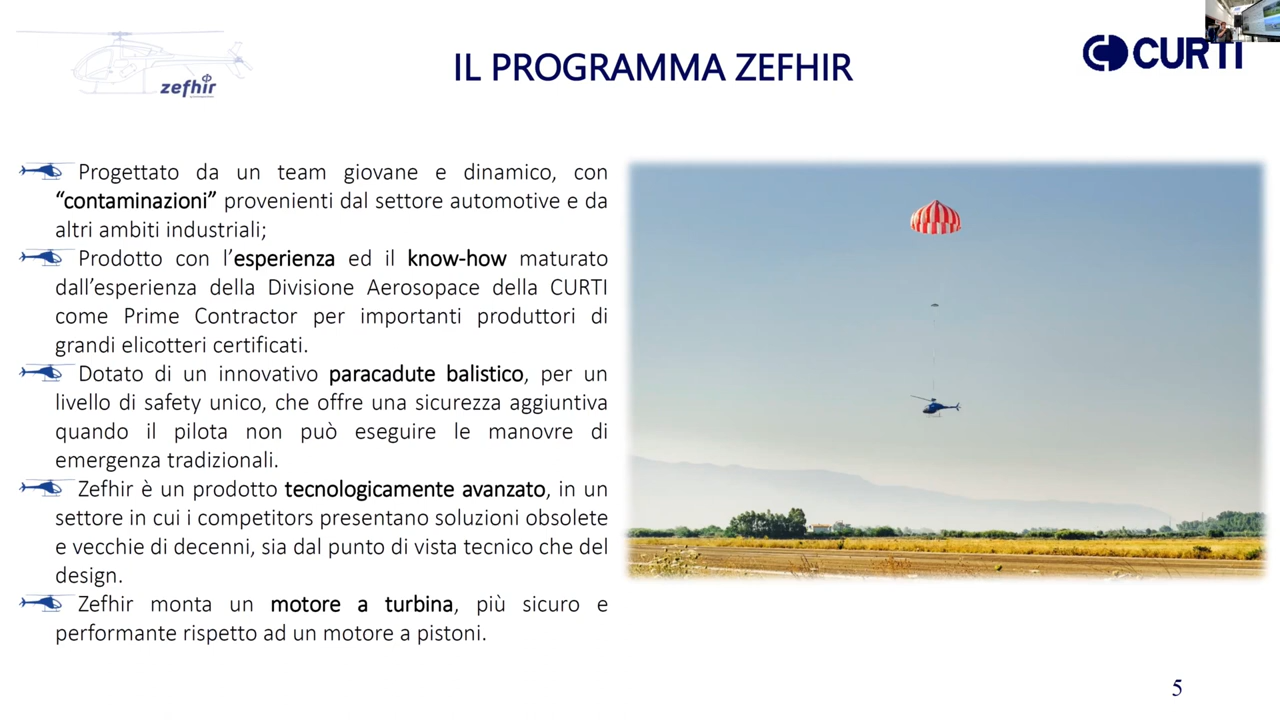 zefhir
IL PROGRAMMA ZEFHIR
CURTI
Progettato da un team giovane e dinamico, con
“contaminazioni” provenienti dal settore automotive e da
altri ambiti industriali;
Prodotto con l’esperienza ed il know-how maturato
dall’esperienza della Divisione Aerosopace della CURTI
come Prime Contractor per importanti produttori di
grandi elicotteri certificati.
Dotato di un innovativo paracadute balistico, per un
livello di safety unico, che offre una sicurezza aggiuntiva
quando il pilota non può eseguire le manovre di
emergenza tradizionali.
Zefhir è un prodotto tecnologicamente avanzato, in un
settore in cui i competitors presentano soluzioni obsolete
e vecchie di decenni, sia dal punto di vista tecnico che del
design.
Zefhir monta un motore a turbina, più sicuro e
performante rispetto ad un motore a pistoni.
5